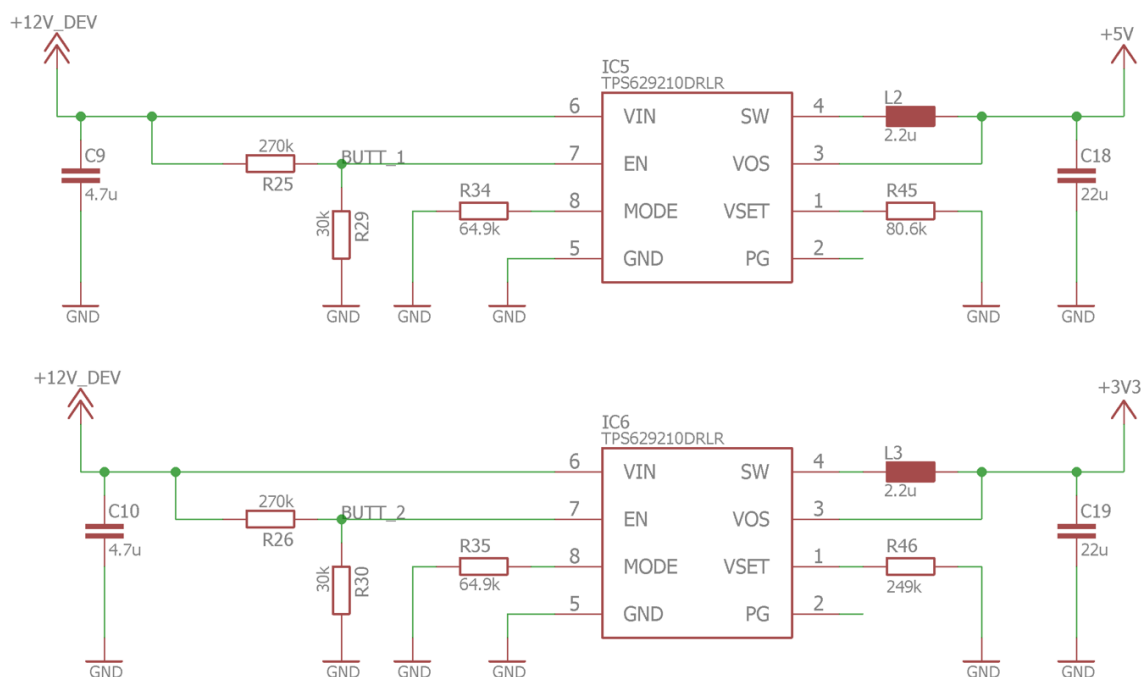 +12V_DEV
+5V
IC5
TPS629210DRLR
6 VIN SW 4 L2
2.2u
C9
4.7u
270k
R25
BUTT_1
7 EN VOS 3
C18
22u
30k
R29
R34
64.9k
8 MODE VSET 1 R45
80.6k
5 GND PG 2
GND GND GND GND GND GND
+12V_DEV
+3V3
IC6
TPS629210DRLR
6 VIN SW 4 L3
2.2u
C10
4.7u
270k
R26
BUTT_2
7 EN VOS 3
C19
22u
30k
R30
R35
64.9k
8 MODE VSET 1 R46
249k
5 GND PG 2
GND GND GND GND GND GND